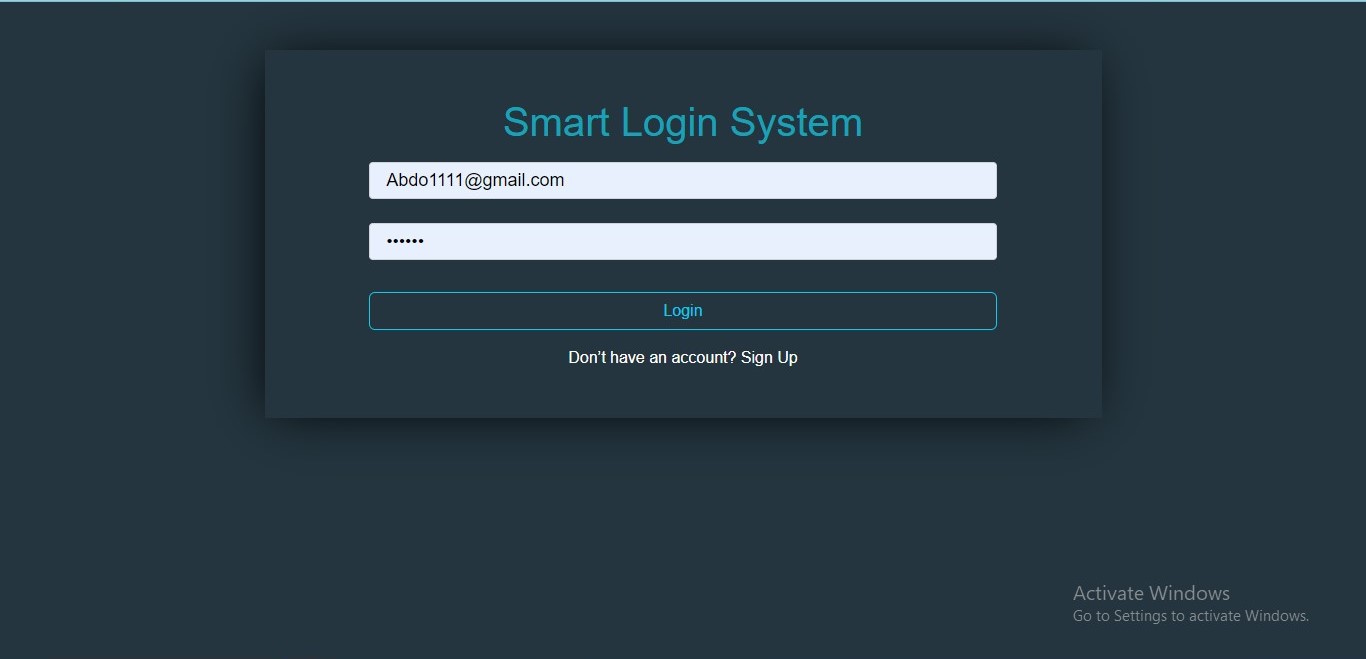 Smart Login System
Abdo1111@gmail.com
••••••
Login
Don’t have an account? Sign Up
Activate Windows
Go to Settings to activate Windows.